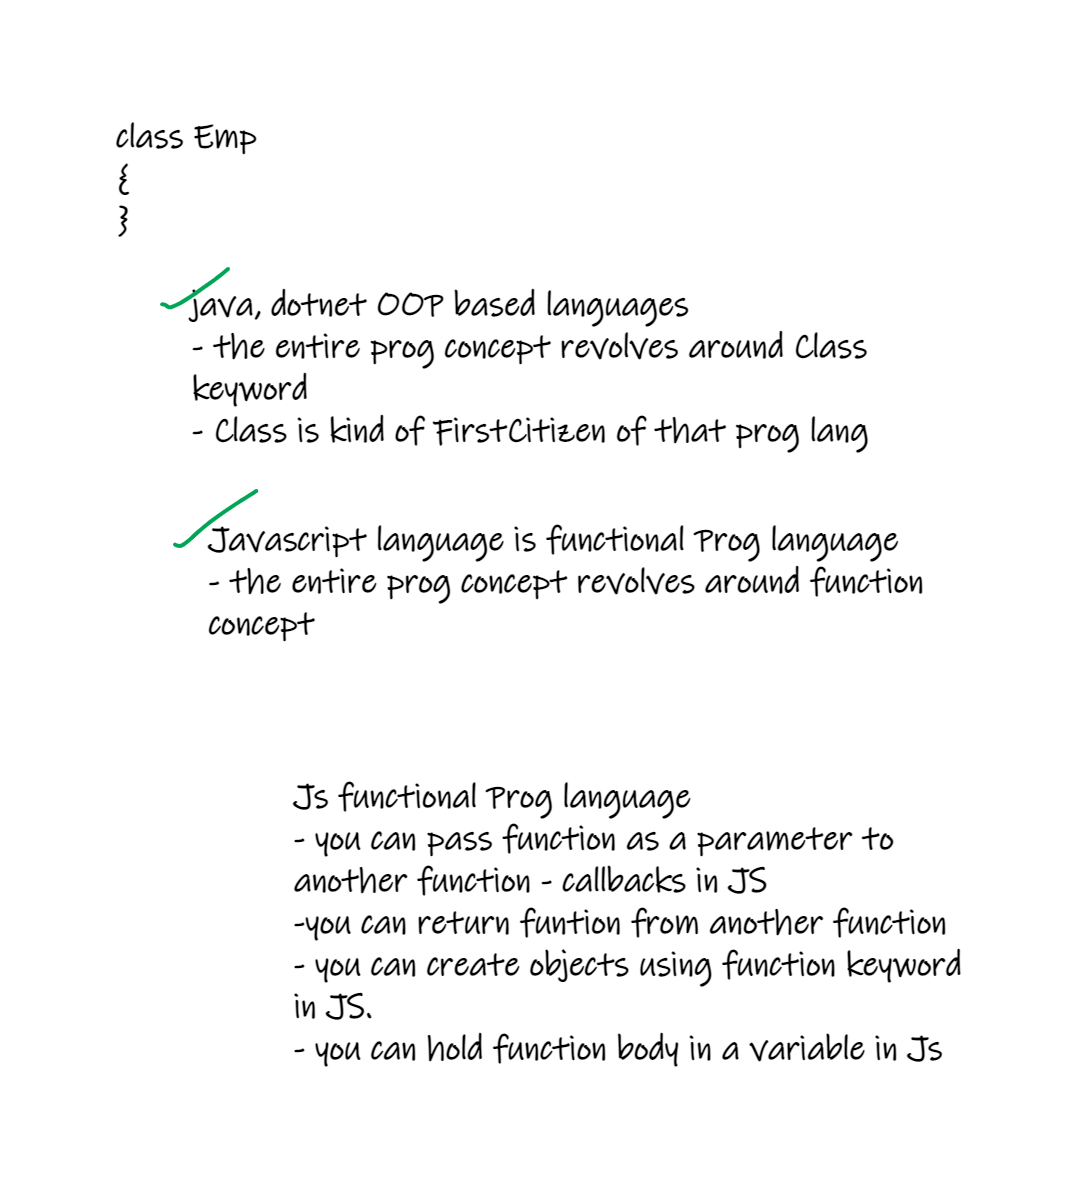 class Emp
{
}
java, dotnet OOP based languages
- the entire prog concept revolves around Class
keyword
- Class is kind of FirstCitizen of that prog lang
Javascript language is functional Prog language
- the entire prog concept revolves around function
concept
Js functional Prog language
- you can pass function as a parameter to
another function - callbacks in JS
-you can return funtion from another function
- you can create objects using function keyword
in JS.
- you can hold function body in a variable in Js